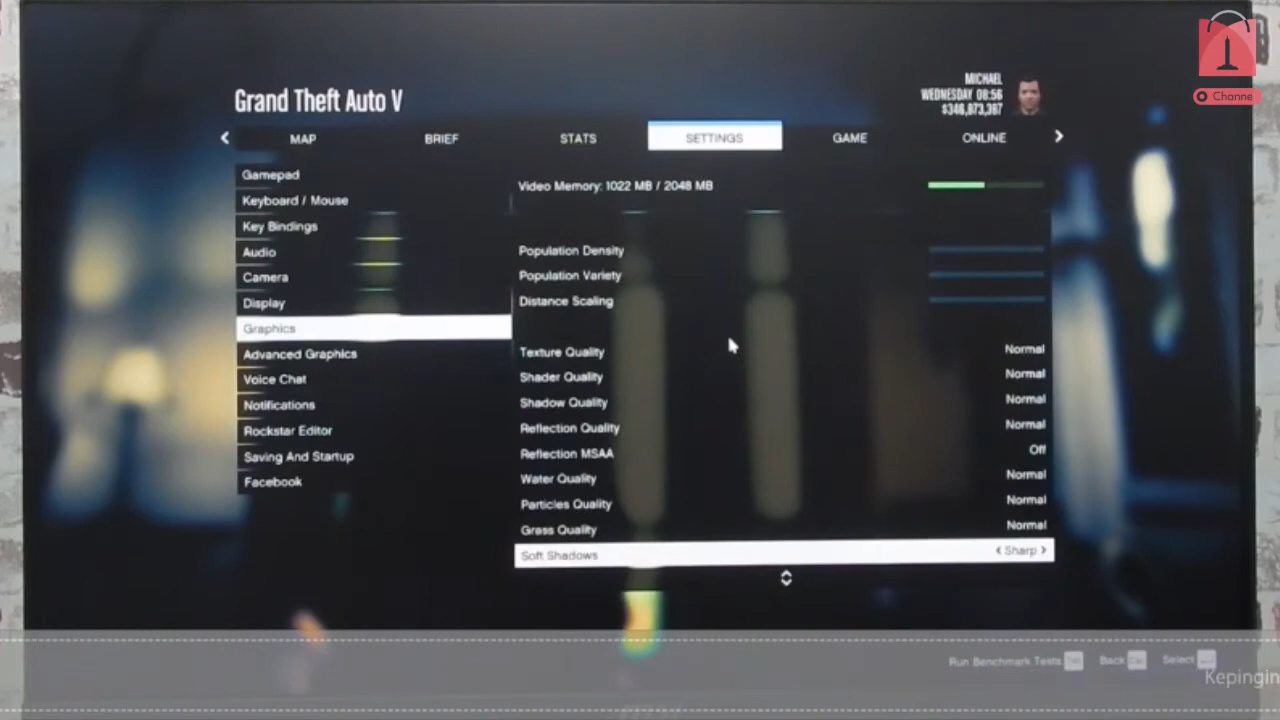 Channe
Grand Theft Auto V
MICHAEL
WEDNESDAY 08:56
$346,873,387
MAP BRIEF STATS SETTINGS GAME ONLINE
Gamepad
Keyboard / Mouse
Key Bindings
Audio
Camera
Display
Graphics
Advanced Graphics
Voice Chat
Notifications
Rockstar Editor
Saving And Startup
Facebook
Video Memory: 1022 MB / 2048 MB
Population Density
Population Variety
Distance Scaling
Texture Quality Normal
Shader Quality Normal
Shadow Quality Normal
Reflection Quality Normal
Reflection MSAA Off
Water Quality Normal
Particles Quality Normal
Grass Quality Normal
Soft Shadows Sharp
Run Benchmark Tests Back Select
Kepingin